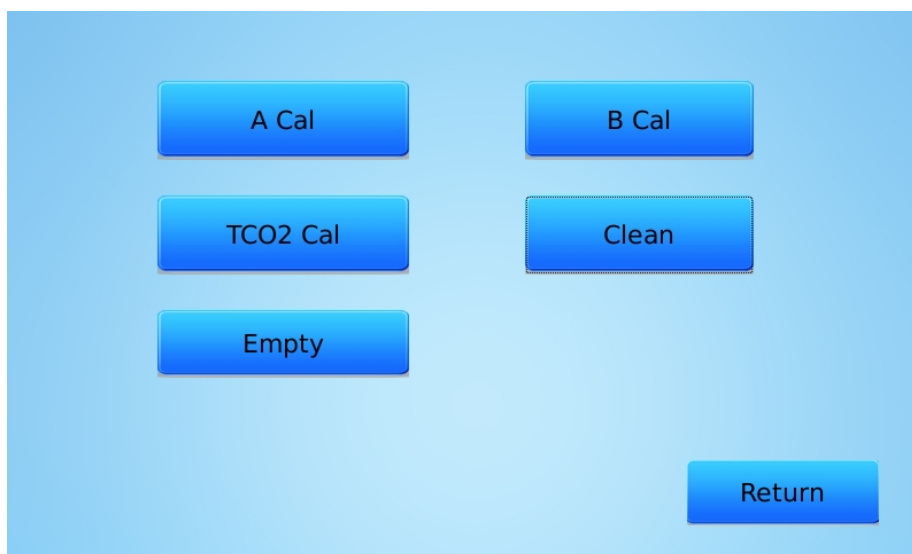 A Cal
B Cal
TCO2 Cal
Clean
Empty
Return